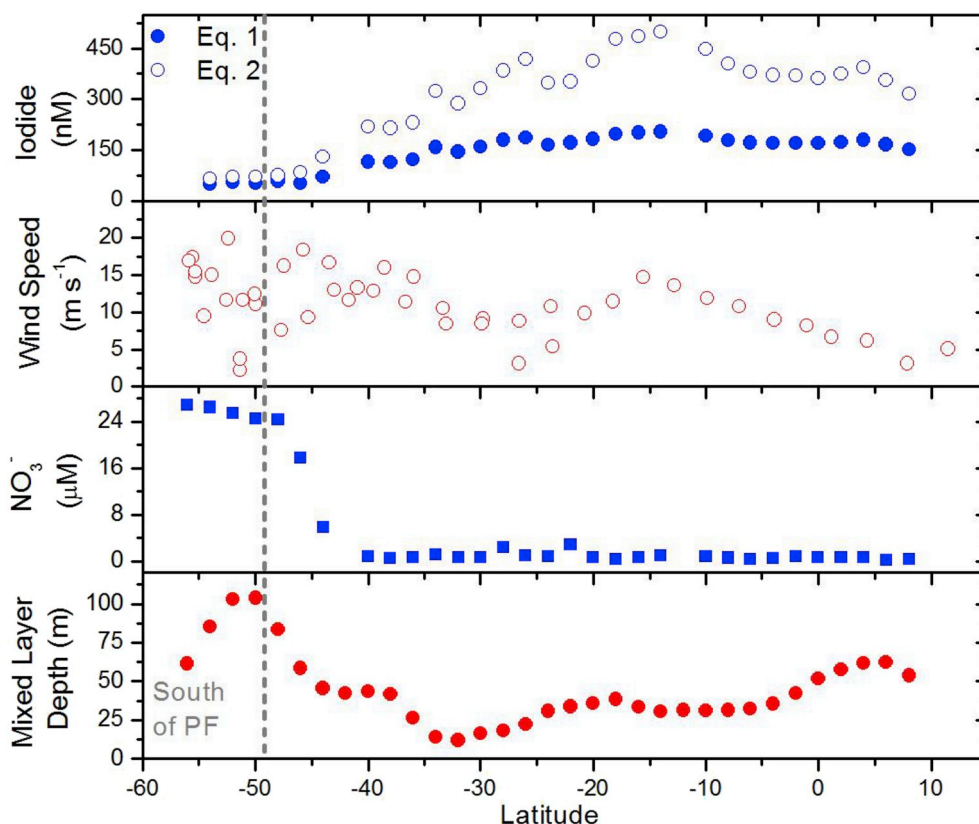 Eq. 1
Eq. 2
Iodide
(nM)
450
300
150
0
Wind Speed
(m s⁻¹)
20
15
10
5
0
NO₃⁻
(μM)
24
16
8
0
Mixed Layer
Depth (m)
100
75
50
25
0
South
of PF
-60 -50 -40 -30 -20 -10 0 10
Latitude